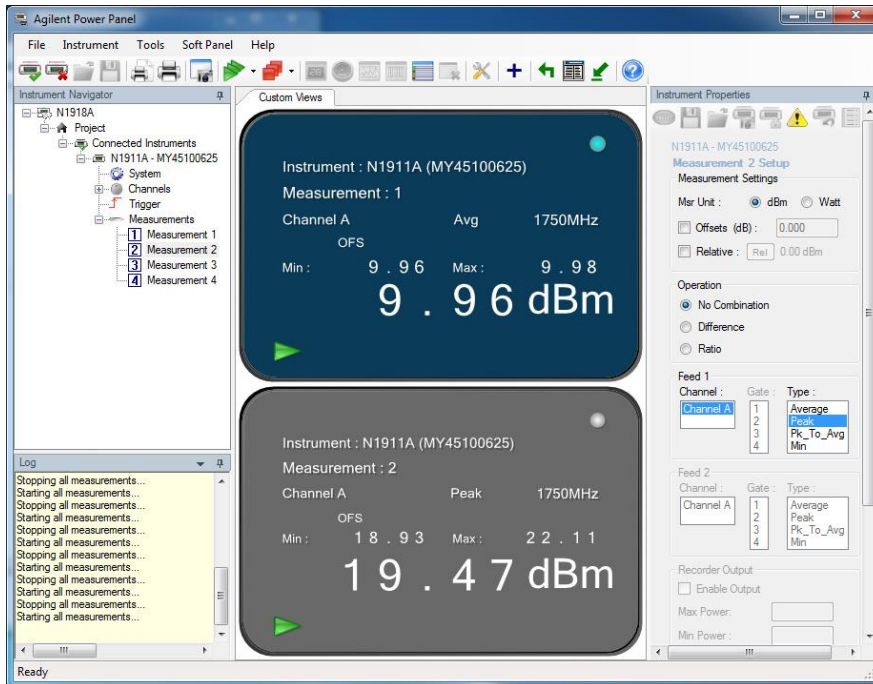 Agilent Power Panel
File Instrument Tools Soft Panel Help
Instrument Navigator
N1918A
Project
Connected Instruments
N1911A - MY45100625
System
Channels
Trigger
Measurements
1 Measurement 1
2 Measurement 2
3 Measurement 3
4 Measurement 4
Log
Stopping all measurements...
Starting all measurements...
Stopping all measurements...
Starting all measurements...
Stopping all measurements...
Starting all measurements...
Stopping all measurements...
Starting all measurements...
Stopping all measurements...
Starting all measurements...
Stopping all measurements...
Starting all measurements...
Custom Views
Instrument : N1911A (MY45100625)
Measurement : 1
Channel A Avg 1750MHz
OFS
Min : 9.96 Max : 9.98
9.96 dBm
Instrument : N1911A (MY45100625)
Measurement : 2
Channel A Peak 1750MHz
OFS
Min : 18.93 Max : 22.11
19.47 dBm
Instrument Properties
N1911A - MY45100625
Measurement 2 Setup
Measurement Settings
Msr Unit : dBm Watt
Offsets (dB) : 0.000
Relative : Rel 0.00 dBm
Operation
No Combination
Difference
Ratio
Feed 1
Channel : Gate : Type :
Channel A 1 Average
2 Peak
3 Pk_To_Avg
4 Min
Feed 2
Channel : Gate : Type :
Channel A 1 Average
2 Peak
3 Pk_To_Avg
4 Min
Recorder Output
Enable Output
Max Power:
Min Power :
Ready